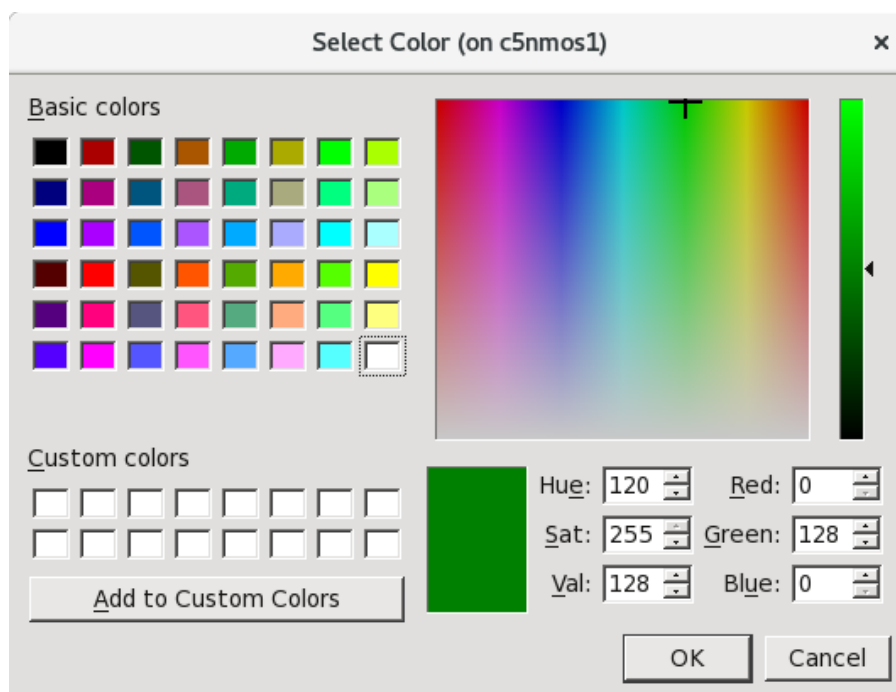 Select Color (on c5nmos1)
Basic colors
Custom colors
Add to Custom Colors
Hue: 120 Red: 0
Sat: 255 Green: 128
Val: 128 Blue: 0
OK Cancel